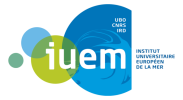 UBO
CNRS
IRD
iuem
INSTITUT
UNIVERSITAIRE
EUROPÉEN
DE LA MER